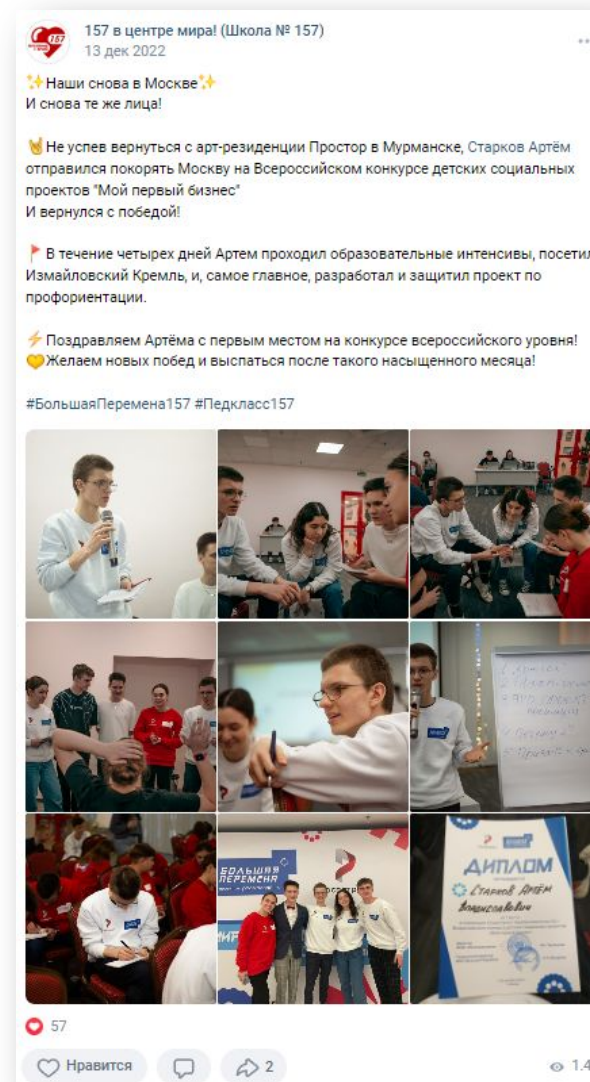 157 в центре мира! (Школа № 157)
13 дек 2022
✨Наши снова в Москве✨
И снова те же лица!
🤘Не успев вернуться с арт-резиденции Простор в Мурманске, Старков Артём
отправился покорять Москву на Всероссийском конкурсе детских социальных
проектов "Мой первый бизнес"
И вернулся с победой!
🚩 В течение четырех дней Артем проходил образовательные интенсивы, посетил
Измайловский Кремль, и, самое главное, разработал и защитил проект по
профориентации.
⚡Поздравляем Артёма с первым местом на конкурсе всероссийского уровня!
💛Желаем новых побед и выспаться после такого насыщенного месяца!
#БольшаяПеремена157 #Педкласс157
БОЛЬШАЯ
ПЕРЕМЕНА
МИР
ДИПЛОМ
СТАРКОВ АРТЁМ
ВЛАДИСЛАВОВИЧ
57
Нравится
2
1.4